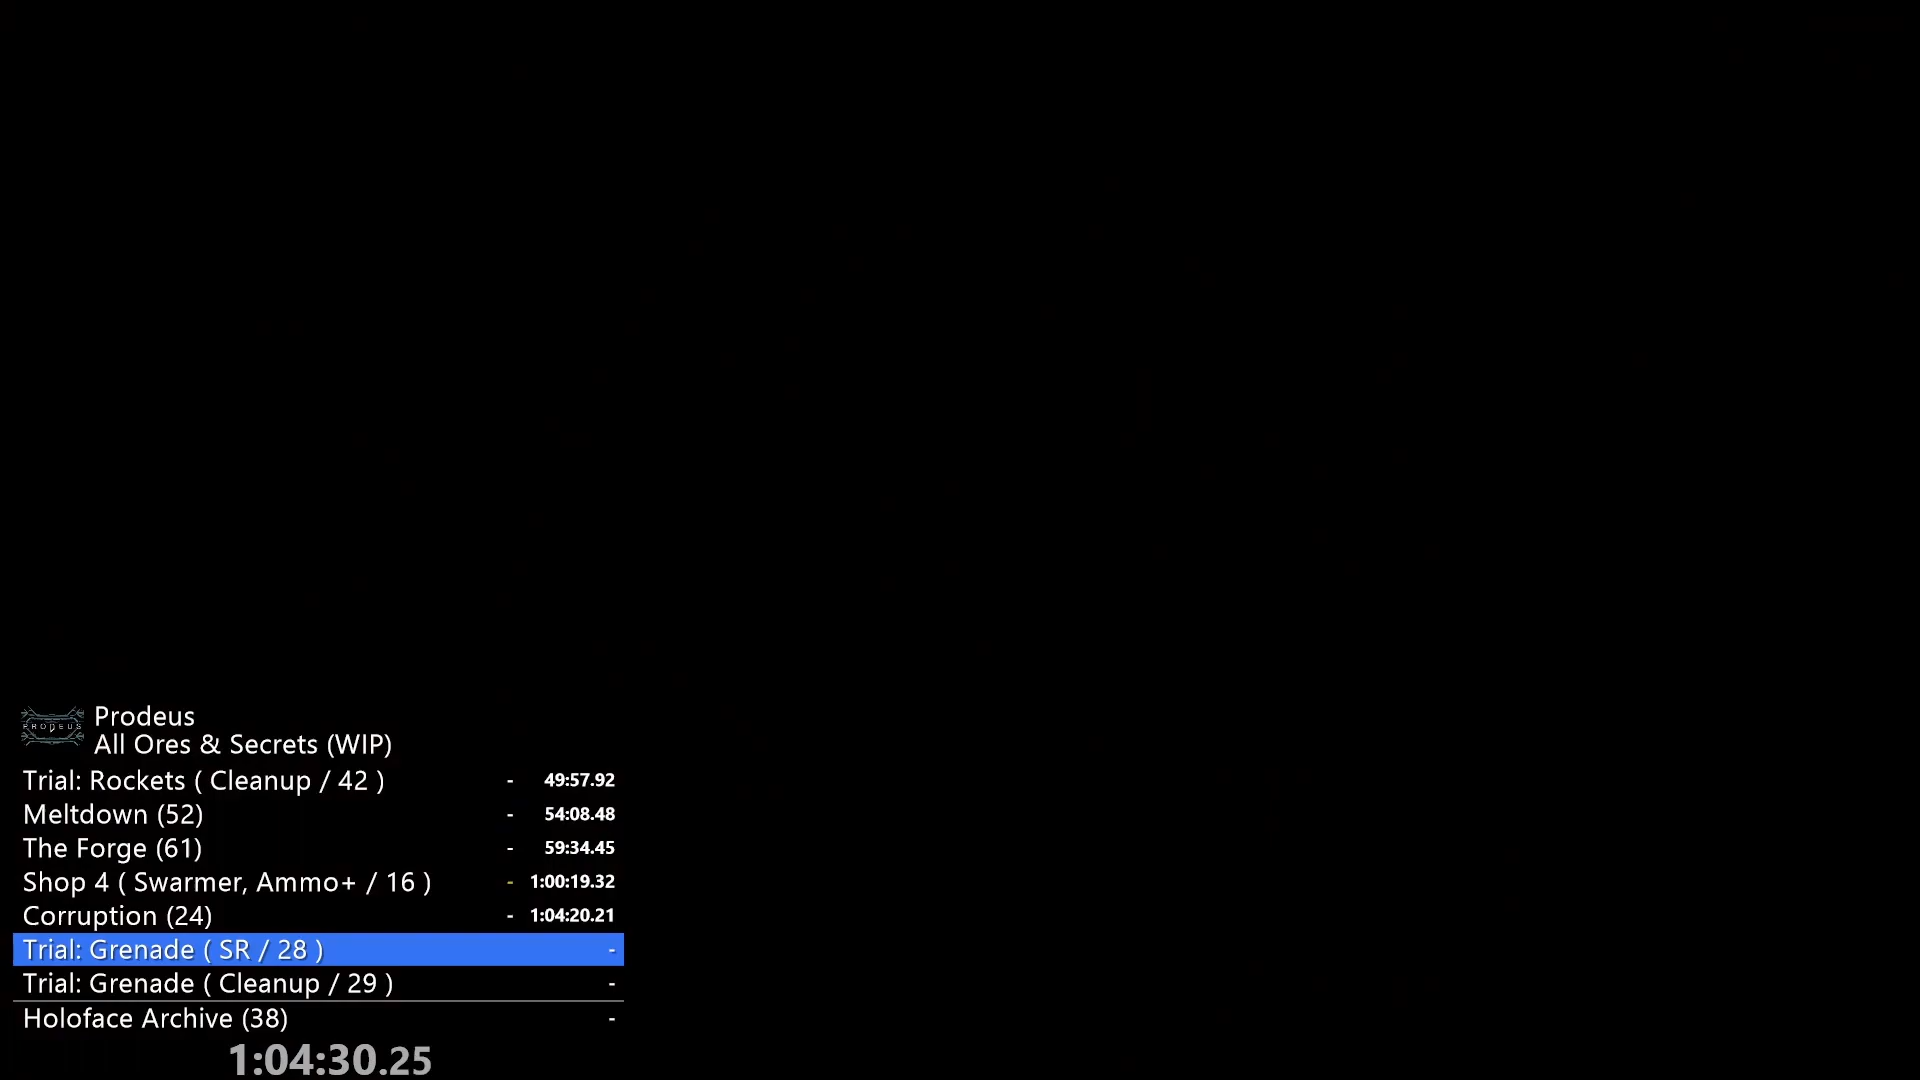 PRODEUS
Prodeus
All Ores & Secrets (WIP)
Trial: Rockets ( Cleanup / 42 ) - 49:57.92
Meltdown (52) - 54:08.48
The Forge (61) - 59:34.45
Shop 4 ( Swarmer, Ammo+ / 16 ) - 1:00:19.32
Corruption (24) - 1:04:20.21
Trial: Grenade ( SR / 28 ) -
Trial: Grenade ( Cleanup / 29 ) -
Holoface Archive (38) -
1:04:30.25